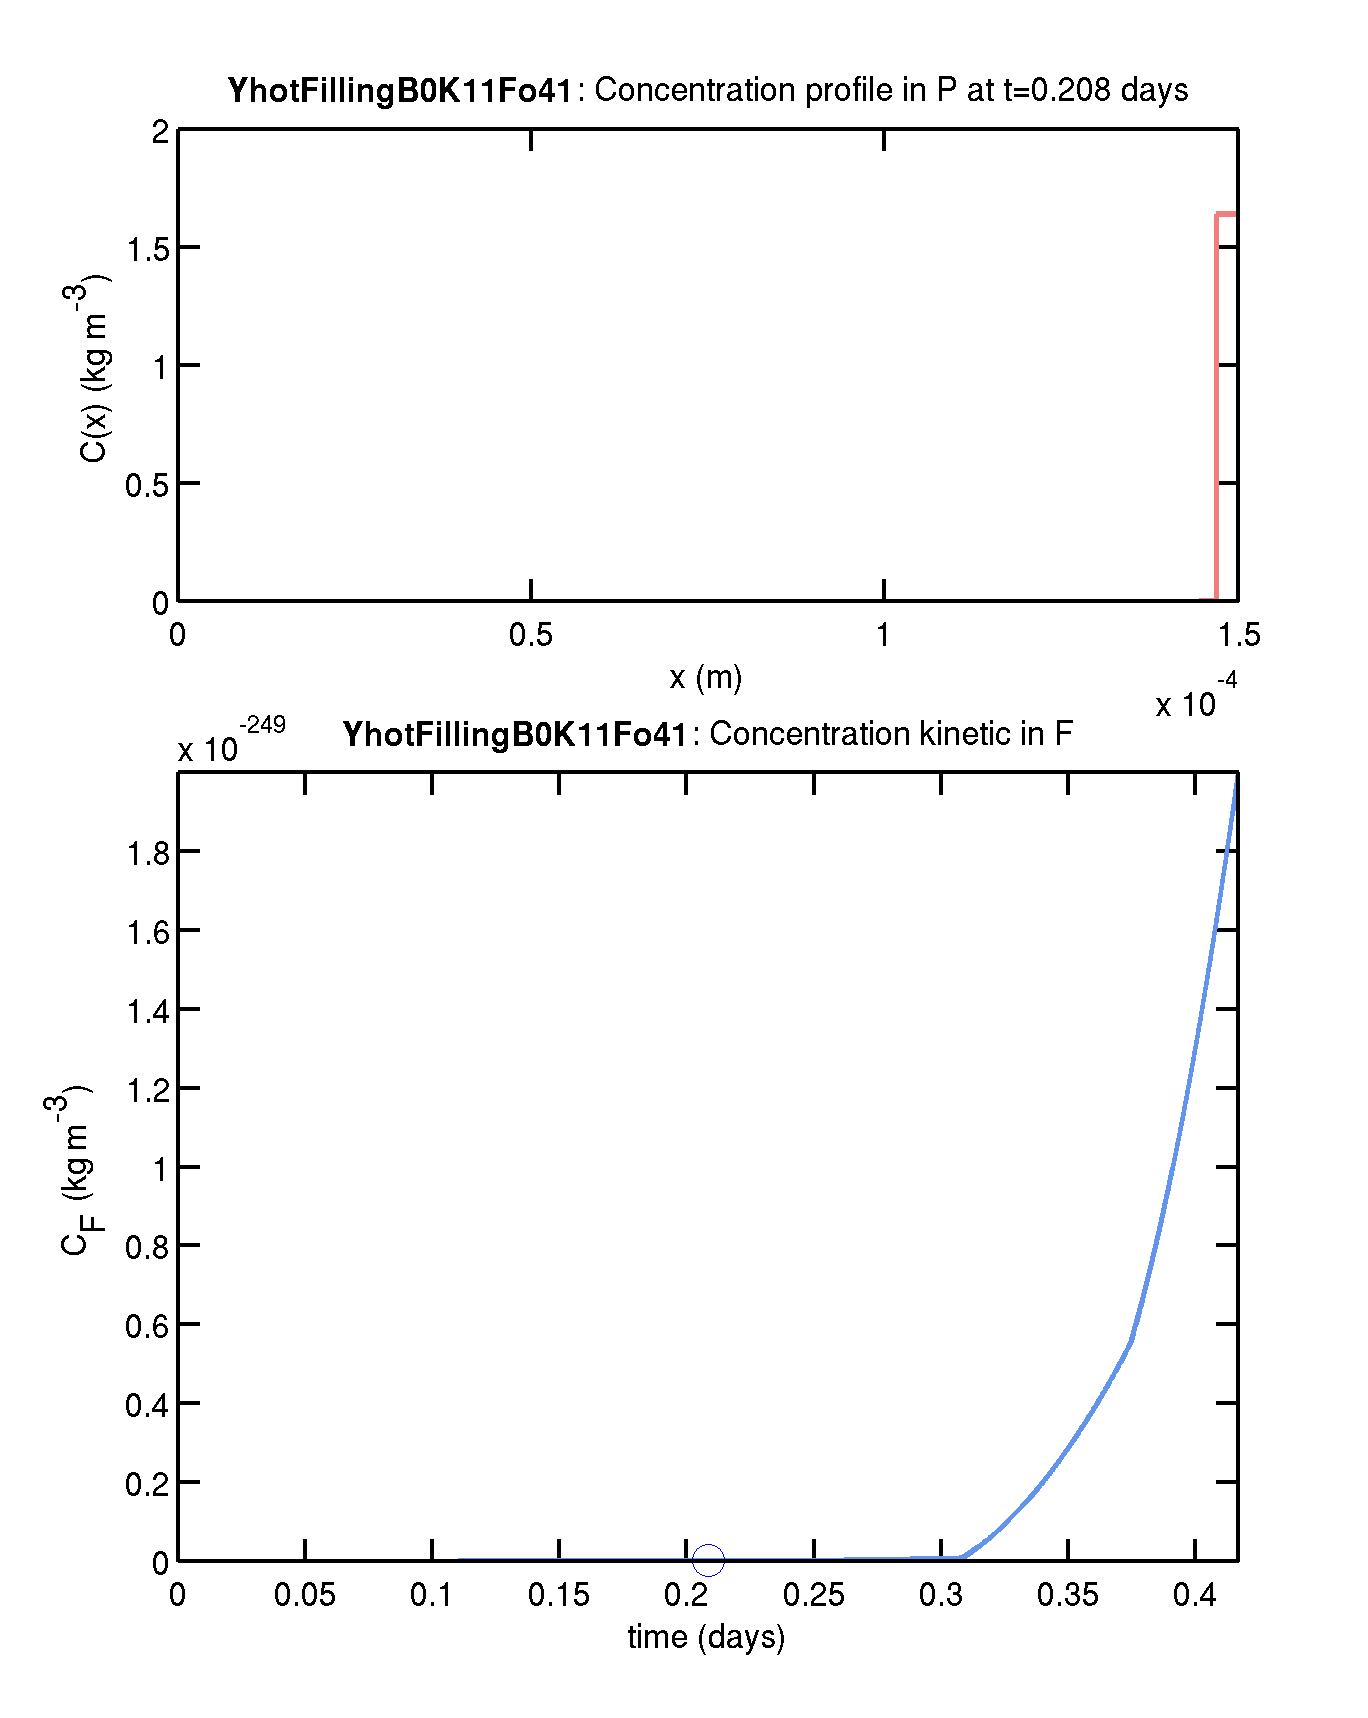 YhotFillingB0K11Fo41: Concentration profile in P at t=0.208 days
2
1.5
1
0.5
0
C(x) (kg m-3)
0 0.5 1 1.5
x (m)
x 10-4
x 10-249
YhotFillingB0K11Fo41: Concentration kinetic in F
1.8
1.6
1.4
1.2
1
0.8
0.6
0.4
0.2
0
CF (kg m-3)
0 0.05 0.1 0.15 0.2 0.25 0.3 0.35 0.4
time (days)